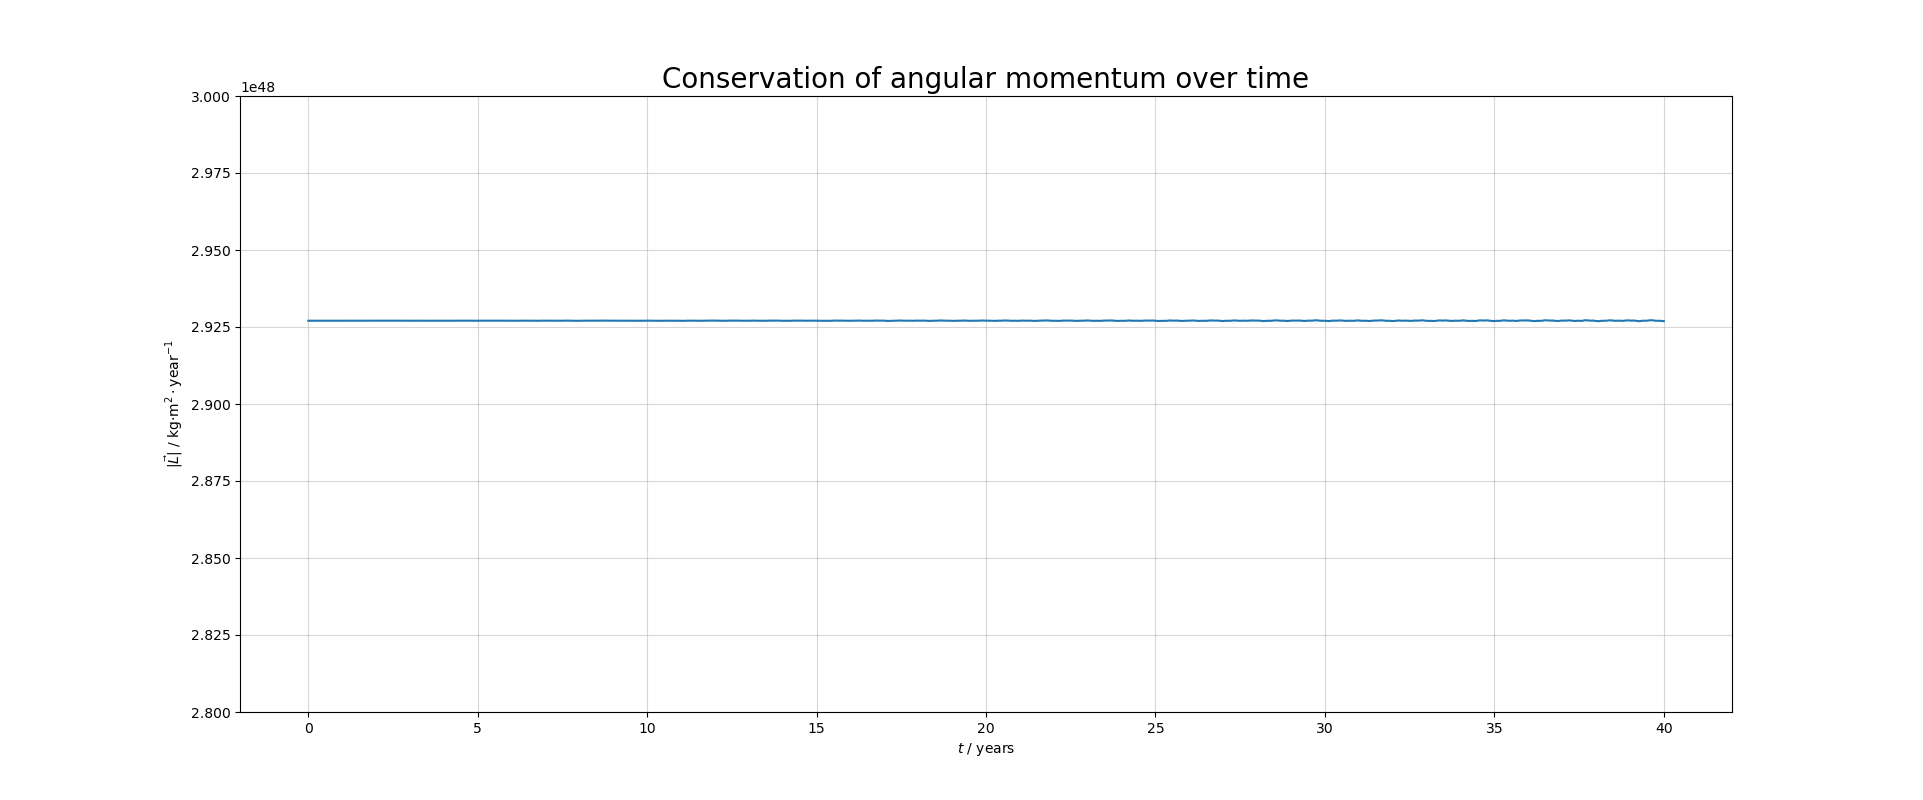 Conservation of angular momentum over time
1e48
3.000
2.975
2.950
2.925
2.900
2.875
2.850
2.825
2.800
|L⃗| / kg·m² · year⁻¹
0 5 10 15 20 25 30 35 40
t / years